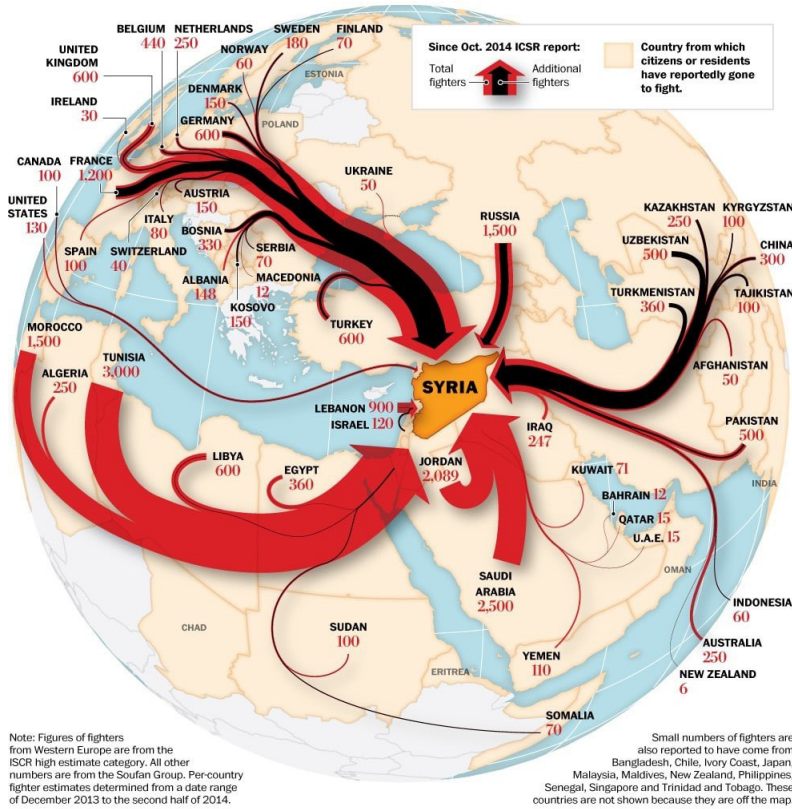 BELGIUM
440
NETHERLANDS
250
SWEDEN
180
FINLAND
70
NORWAY
60
UNITED
KINGDOM
600
DENMARK
150
ESTONIA
IRELAND
30
GERMANY
600
POLAND
Since Oct. 2014 ICSR report:
Total
fighters
Additional
fighters
Country from which
citizens or residents
have reportedly gone
to fight.
CANADA
100
FRANCE
1,200
UNITED
STATES
130
AUSTRIA
150
UKRAINE
50
SPAIN
100
SWITZERLAND
40
ITALY
80
BOSNIA
330
SERBIA
50
ALBANIA
148
MACEDONIA
12
KOSOVO
150
RUSSIA
1,500
KAZAKHSTAN
250
KYRGYZSTAN
100
UZBEKISTAN
500
CHINA
300
TURKMENISTAN
360
TAJIKISTAN
100
TURKEY
600
AFGHANISTAN
50
MOROCCO
1,500
ALGERIA
250
TUNISIA
3,000
SYRIA
LEBANON 900
ISRAEL 120
IRAQ
247
PAKISTAN
500
LIBYA
600
EGYPT
360
JORDAN
2,089
KUWAIT 71
BAHRAIN 12
QATAR 15
U.A.E. 15
INDIA
OMAN
SAUDI
ARABIA
2,500
INDONESIA
60
CHAD
SUDAN
100
YEMEN
110
AUSTRALIA
250
ERITREA
NEW ZEALAND
6
SOMALIA
70
Note: Figures of fighters
from Western Europe are from the
ISCR high estimate category. All other
numbers are from the Soufan Group. Per-country
fighter estimates determined from a date range
of December 2013 to the second half of 2014.
Small numbers of fighters are
also reported to have come from
Bangladesh, Chile, Ivory Coast, Japan,
Malaysia, Maldives, New Zealand, Philippines,
Senegal, Singapore and Trinidad and Tobago. These
countries are not shown because they are off the map.